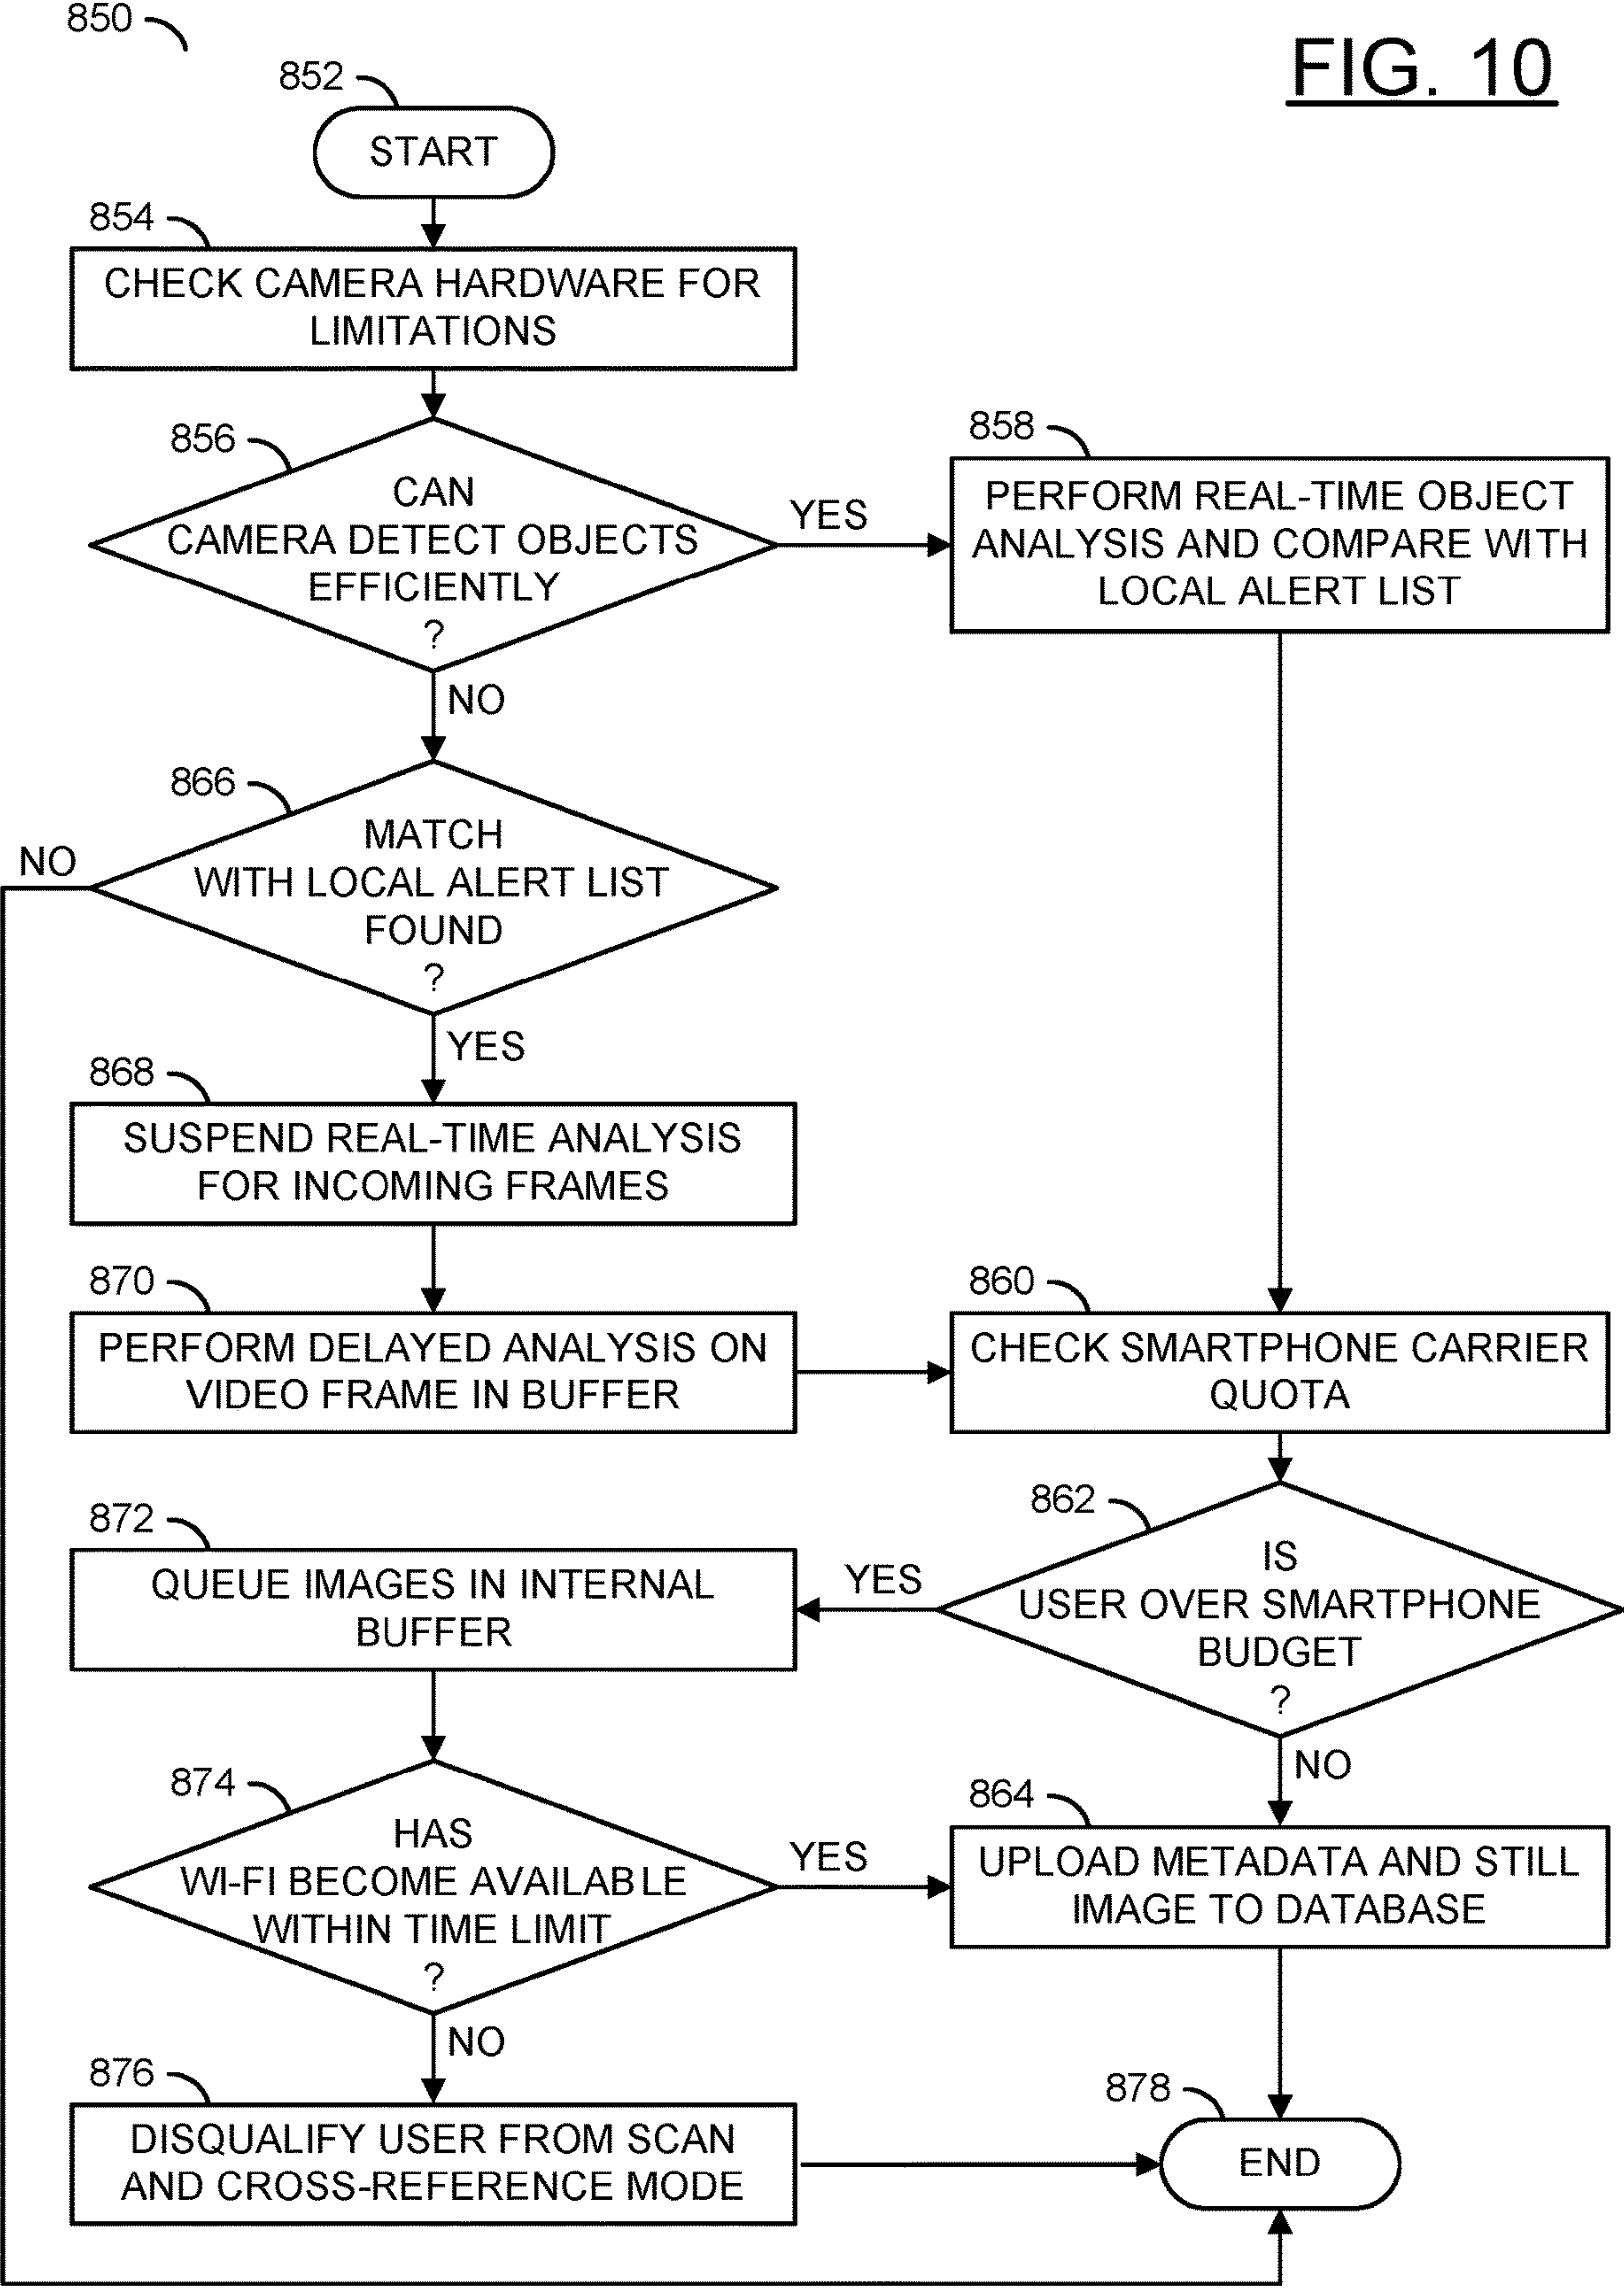 850
FIG. 10
852
START
854
CHECK CAMERA HARDWARE FOR
LIMITATIONS
856
CAN
CAMERA DETECT OBJECTS
EFFICIENTLY
?
YES
858
PERFORM REAL-TIME OBJECT
ANALYSIS AND COMPARE WITH
LOCAL ALERT LIST
NO
866
MATCH
WITH LOCAL ALERT LIST
FOUND
?
NO
YES
868
SUSPEND REAL-TIME ANALYSIS
FOR INCOMING FRAMES
870
PERFORM DELAYED ANALYSIS ON
VIDEO FRAME IN BUFFER
860
CHECK SMARTPHONE CARRIER
QUOTA
862
IS
USER OVER SMARTPHONE
BUDGET
?
YES
872
QUEUE IMAGES IN INTERNAL
BUFFER
NO
874
HAS
WI-FI BECOME AVAILABLE
WITHIN TIME LIMIT
?
YES
864
UPLOAD METADATA AND STILL
IMAGE TO DATABASE
NO
876
DISQUALIFY USER FROM SCAN
AND CROSS-REFERENCE MODE
878
END